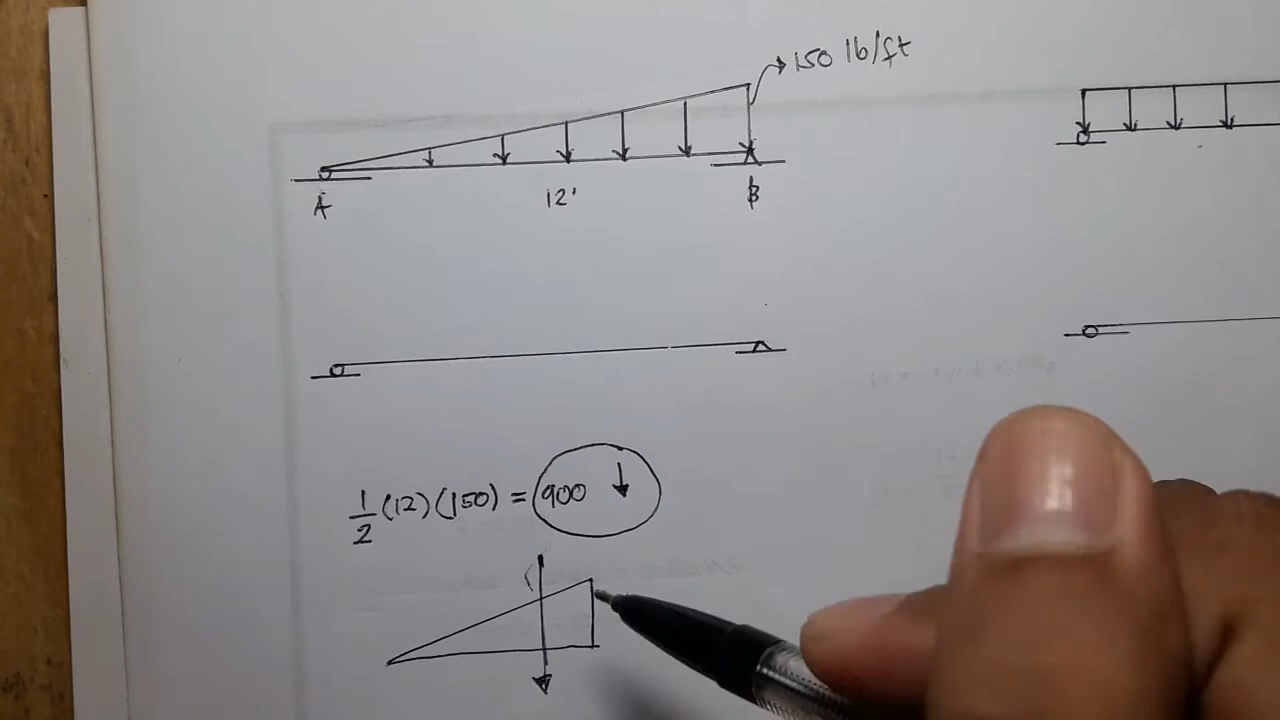 150 lb/ft
A
12'
B
1/2 (12)(150) = 900 ↓